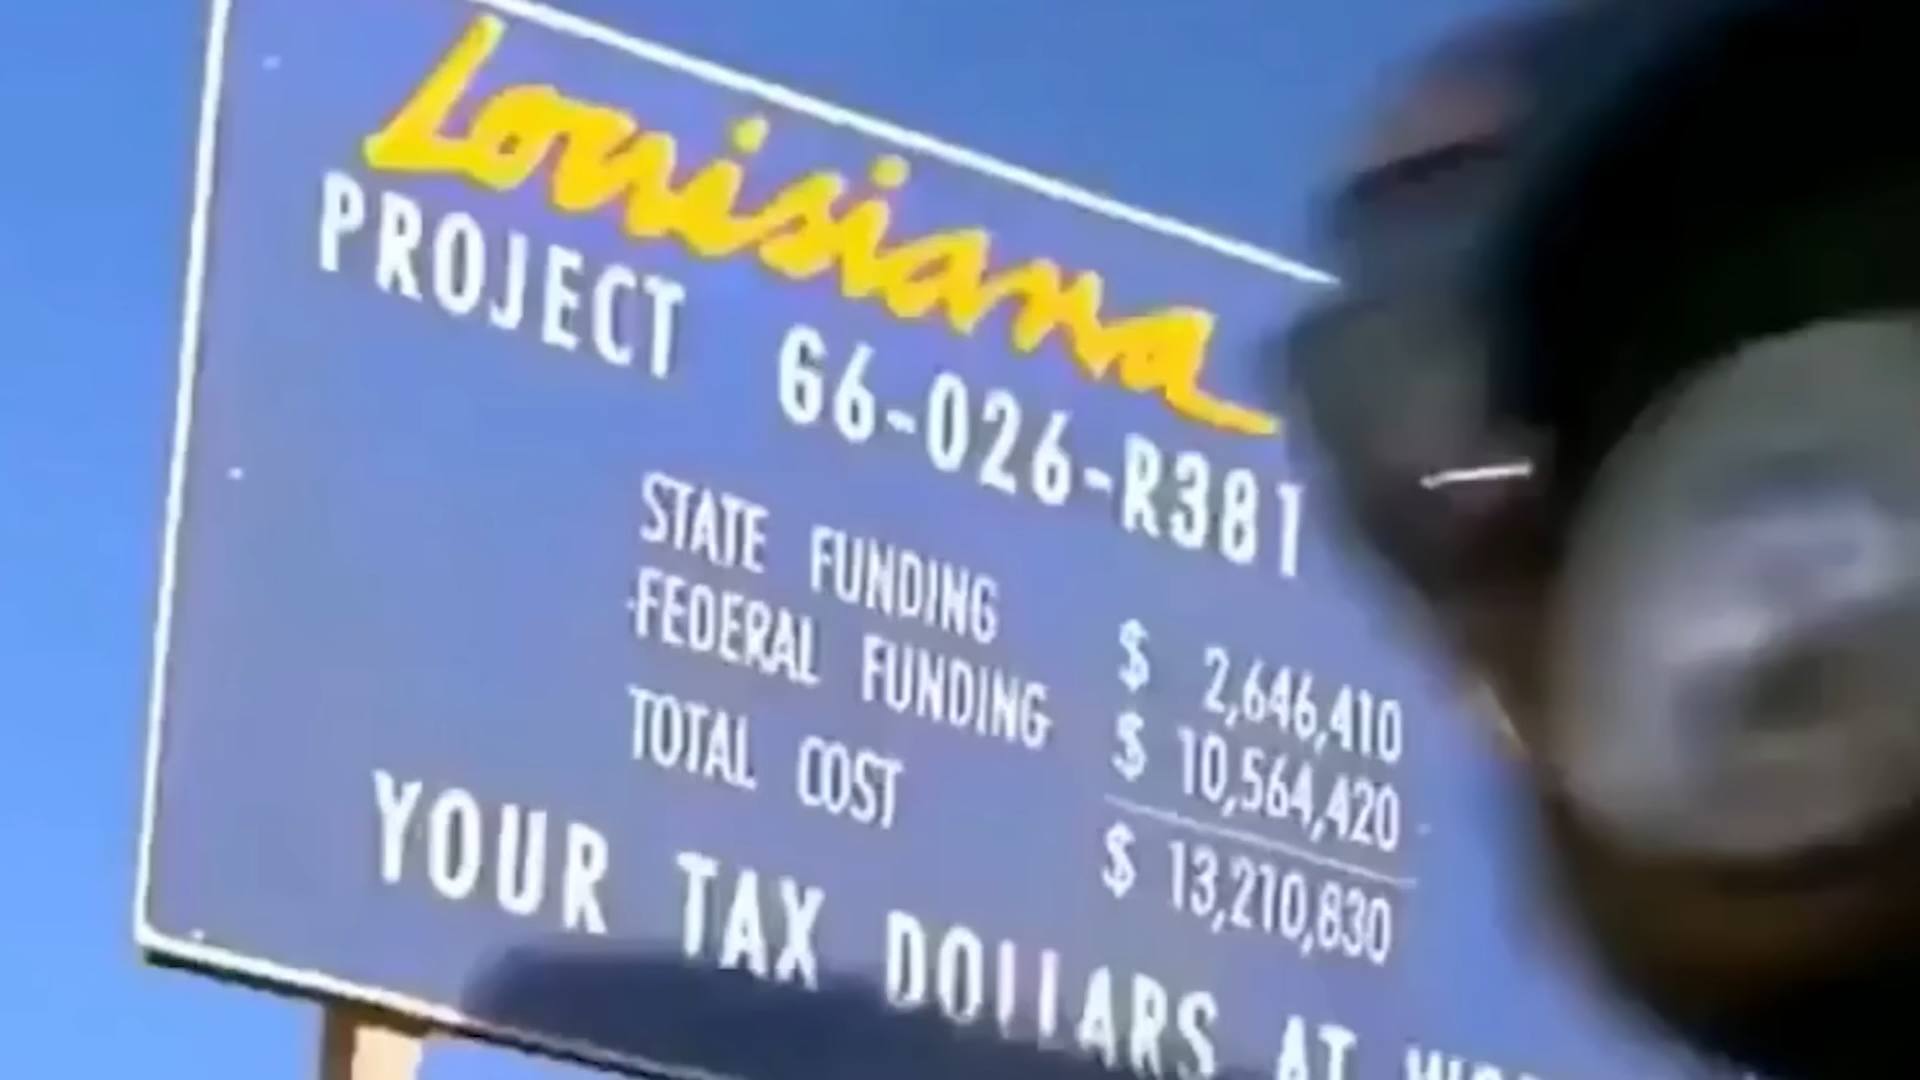 Louisiana
PROJECT G6-026-R381
STATE FUNDING $ 2,646,410
FEDERAL FUNDING $ 10,564,420
TOTAL COST $ 13,210,830
YOUR TAX DOLLARS AT